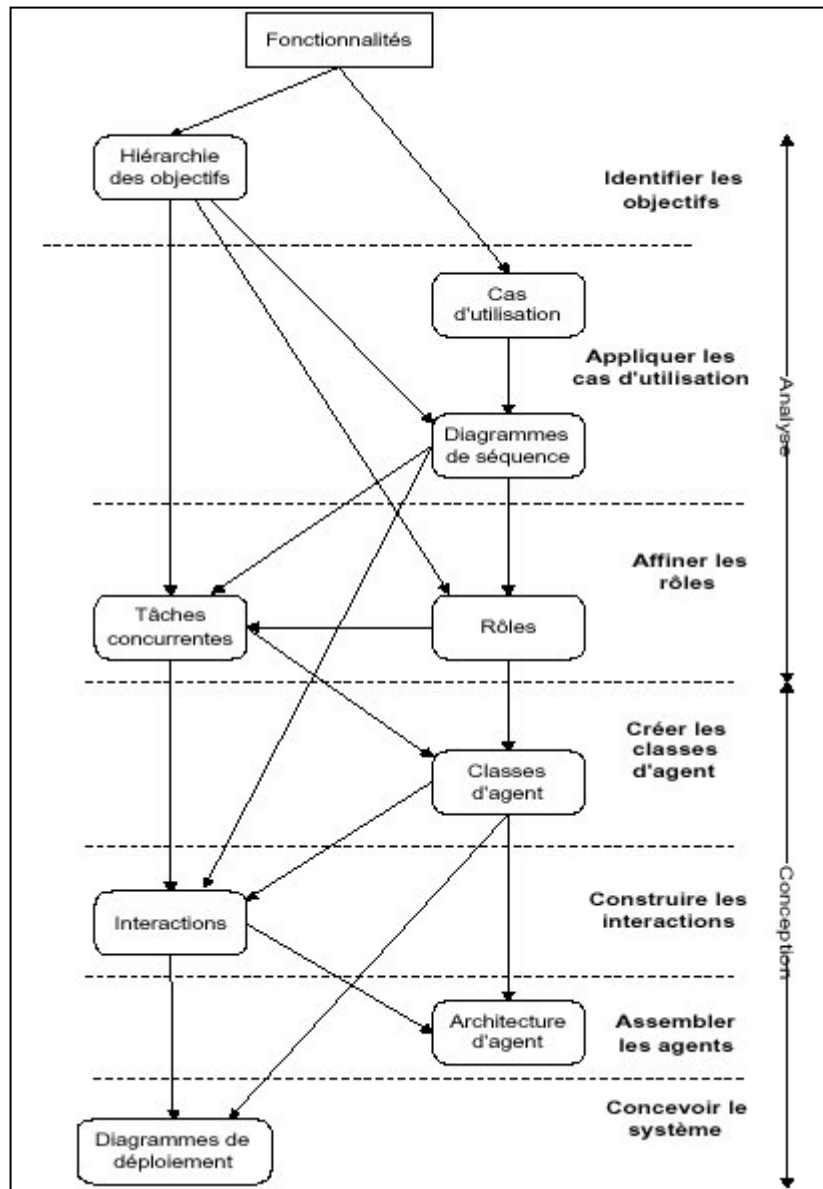 Fonctionnalités
Hiérarchie
des objectifs
Identifier les
objectifs
Cas
d'utilisation
Appliquer les
cas d'utilisation
Analyse
Diagrammes
de séquence
Affiner les
rôles
Tâches
concurrentes
Rôles
Créer les
classes
d'agent
Classes
d'agent
Conception
Construire les
interactions
Interactions
Architecture
d'agent
Assembler
les agents
Concevoir le
système
Diagrammes de
déploiement